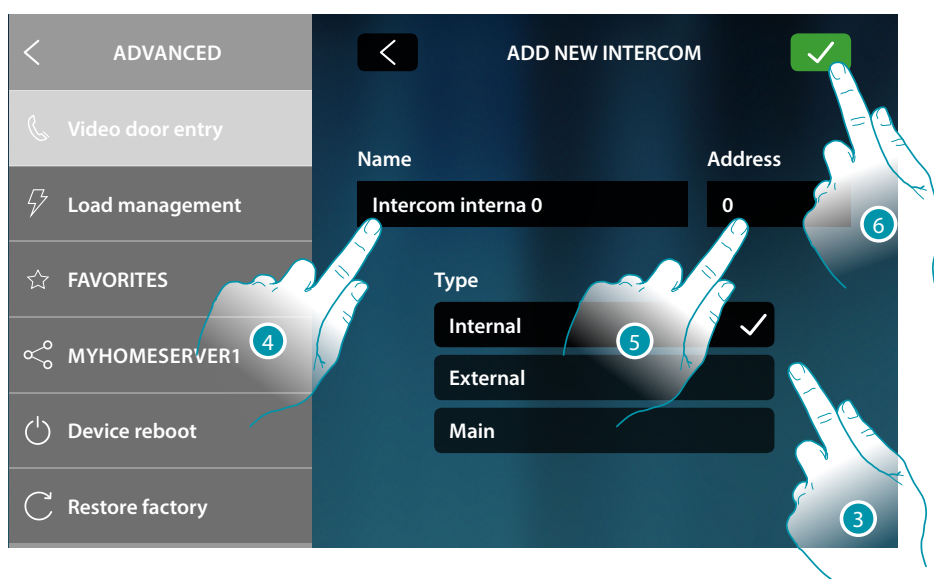 ADVANCED
Video door entry
Load management
FAVORITES
MYHOMESERVER1
Device reboot
Restore factory
ADD NEW INTERCOM
Name
Address
Intercom interna 0
0
6
Type
Internal
External
Main
4
5
3